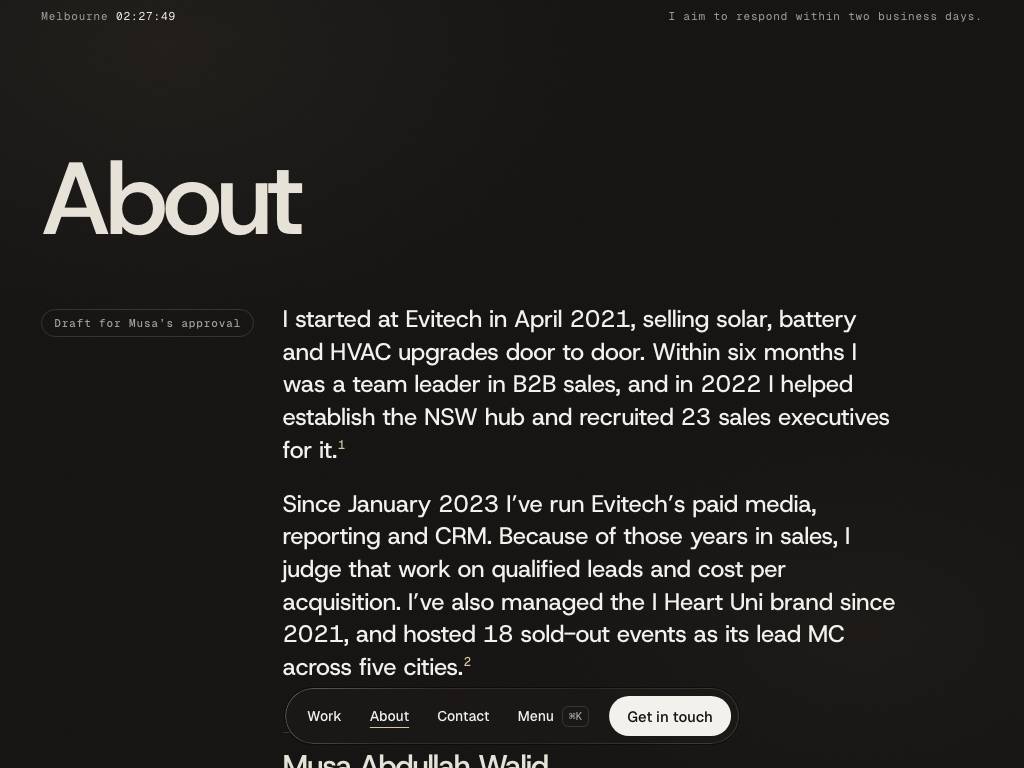 Melbourne 02:27:49
I aim to respond within two business days.
About
Draft for Musa's approval
I started at Evitech in April 2021, selling solar, battery
and HVAC upgrades door to door. Within six months I
was a team leader in B2B sales, and in 2022 I helped
establish the NSW hub and recruited 23 sales executives
for it.1
Since January 2023 I’ve run Evitech’s paid media,
reporting and CRM. Because of those years in sales, I
judge that work on qualified leads and cost per
acquisition. I’ve also managed the I Heart Uni brand since
2021, and hosted 18 sold-out events as its lead MC
across five cities.2
Work About Contact Menu ⌘K Get in touch
Musa Abdullah Walid